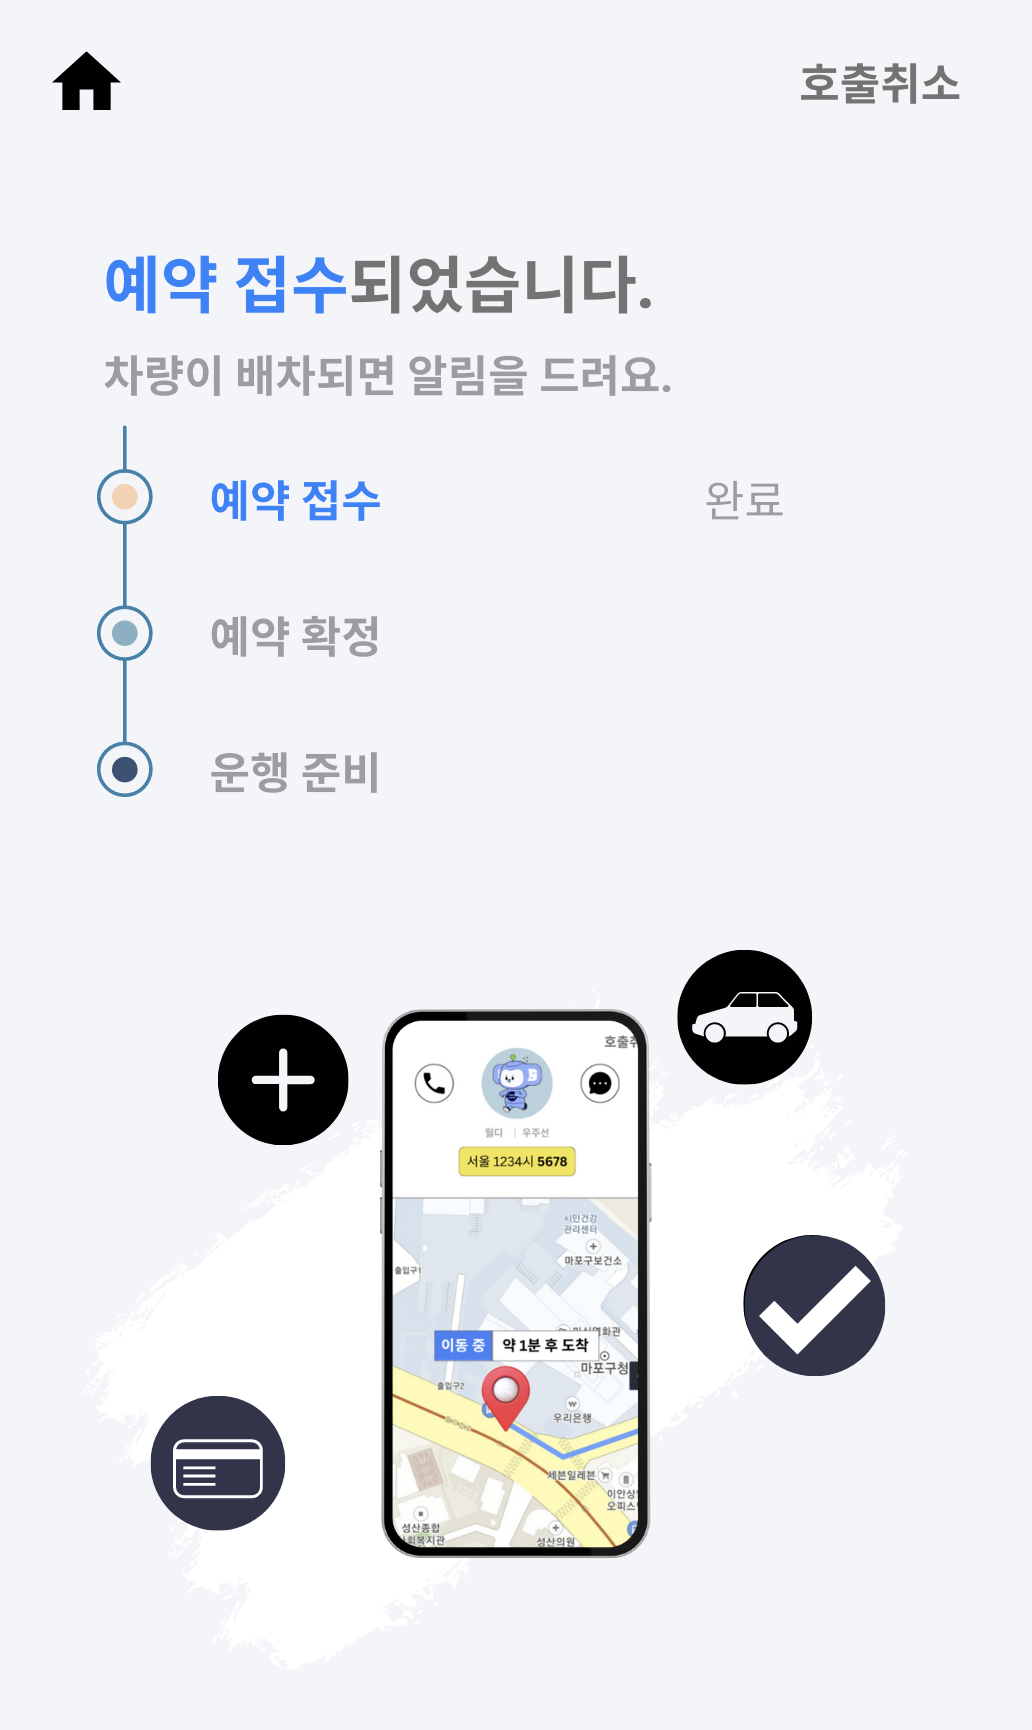 호출취소
예약 접수되었습니다.
차량이 배차되면 알림을 드려요.
예약 접수 완료
예약 확정
운행 준비
호출취
월디 | 우주선
서울 1234시 5678
시민건강
관리센터
마포구보건소
출입구1
이동 중 약 1분 후 도착
마포구청
출입구2
우리은행
세븐일레븐
이안상
오피스
성산종합
회복지관
성산의원